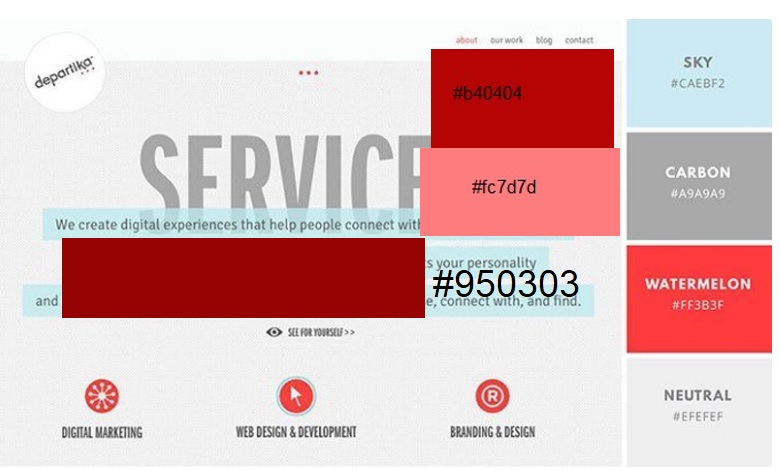 about our work blog contact
departika
#b40404
SERVICE
#fc7d7d
We create digital experiences that help people connect with
s your personality
#950303
and
e, connect with, and find.
SEE FOR YOURSELF >>
DIGITAL MARKETING
WEB DESIGN & DEVELOPMENT
BRANDING & DESIGN
SKY
#CAEBF2
CARBON
#A9A9A9
WATERMELON
#FF3B3F
NEUTRAL
#EFEFEF